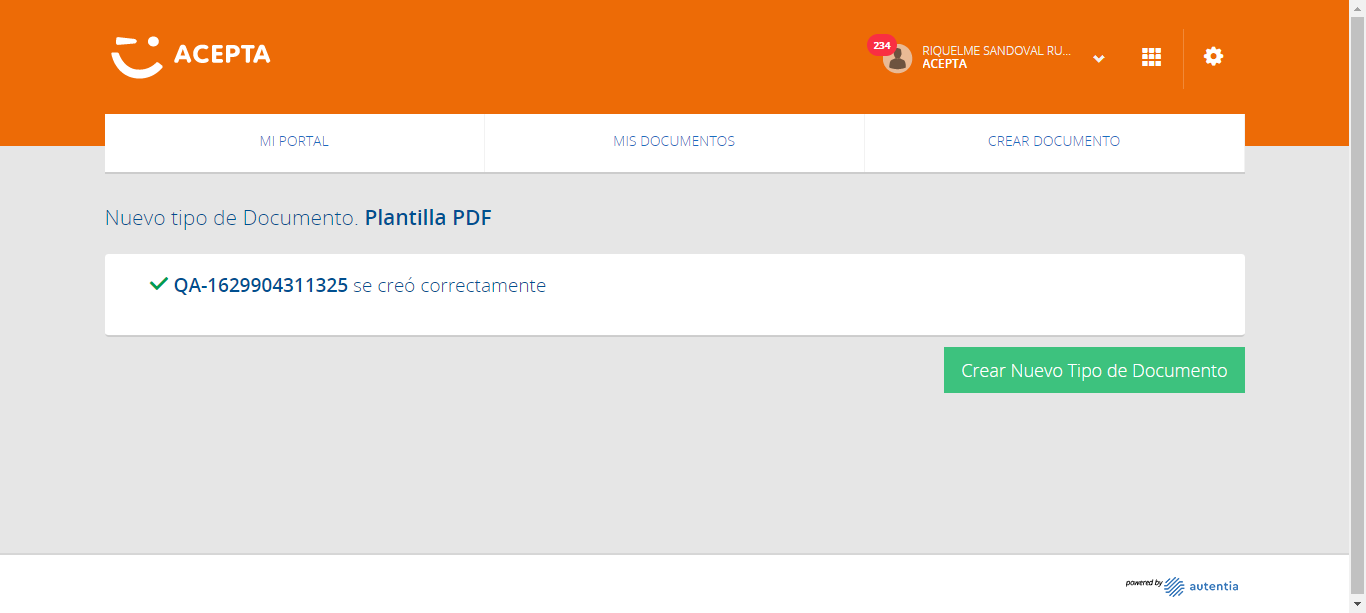 ACEPTA
234
RIQUELME SANDOVAL RU...
ACEPTA
MI PORTAL
MIS DOCUMENTOS
CREAR DOCUMENTO
Nuevo tipo de Documento. Plantilla PDF
QA-1629904311325 se creó correctamente
Crear Nuevo Tipo de Documento
powered by autentia